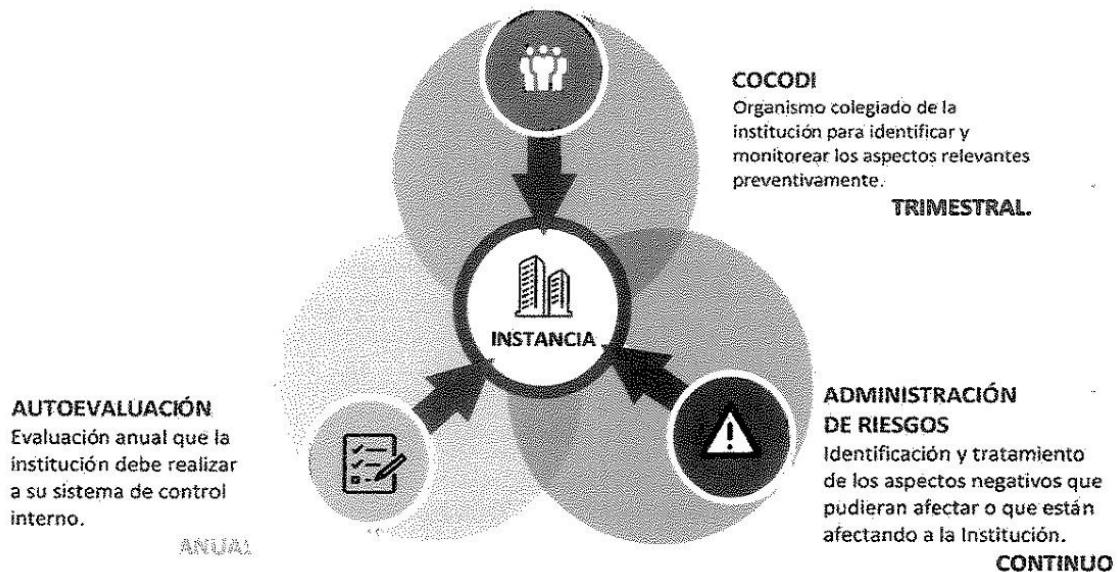 COCODI
Organismo colegiado de la
institución para identificar y
monitorear los aspectos relevantes
preventivamente.
TRIMESTRAL.
INSTANCIA
AUTOEVALUACIÓN
Evaluación anual que la
institución debe realizar
a su sistema de control
interno.
ANUAL
ADMINISTRACIÓN
DE RIESGOS
Identificación y tratamiento
de los aspectos negativos que
pudieran afectar o que están
afectando a la Institución.
CONTINUO